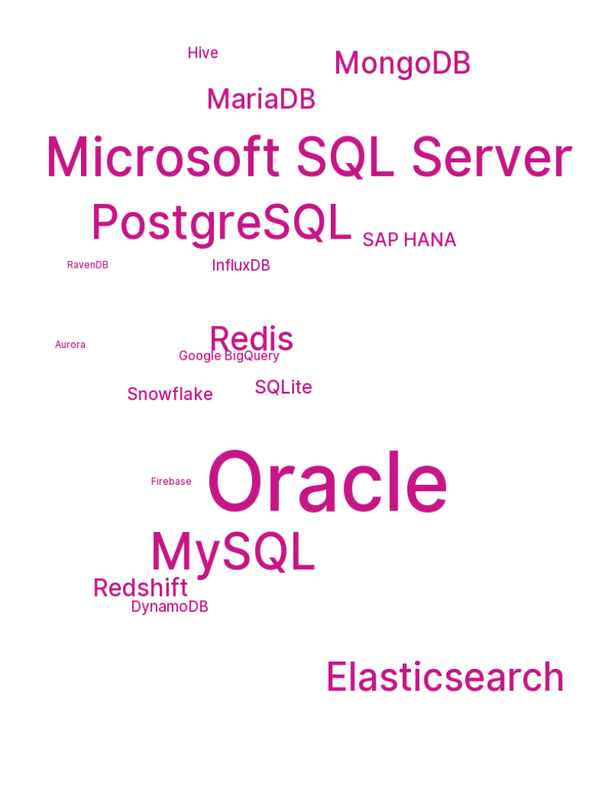 Hive
MongoDB
MariaDB
Microsoft SQL Server
PostgreSQL
SAP HANA
RavenDB
InfluxDB
Redis
Aurora
Google BigQuery
SQLite
Snowflake
Firebase
Oracle
MySQL
Redshift
DynamoDB
Elasticsearch